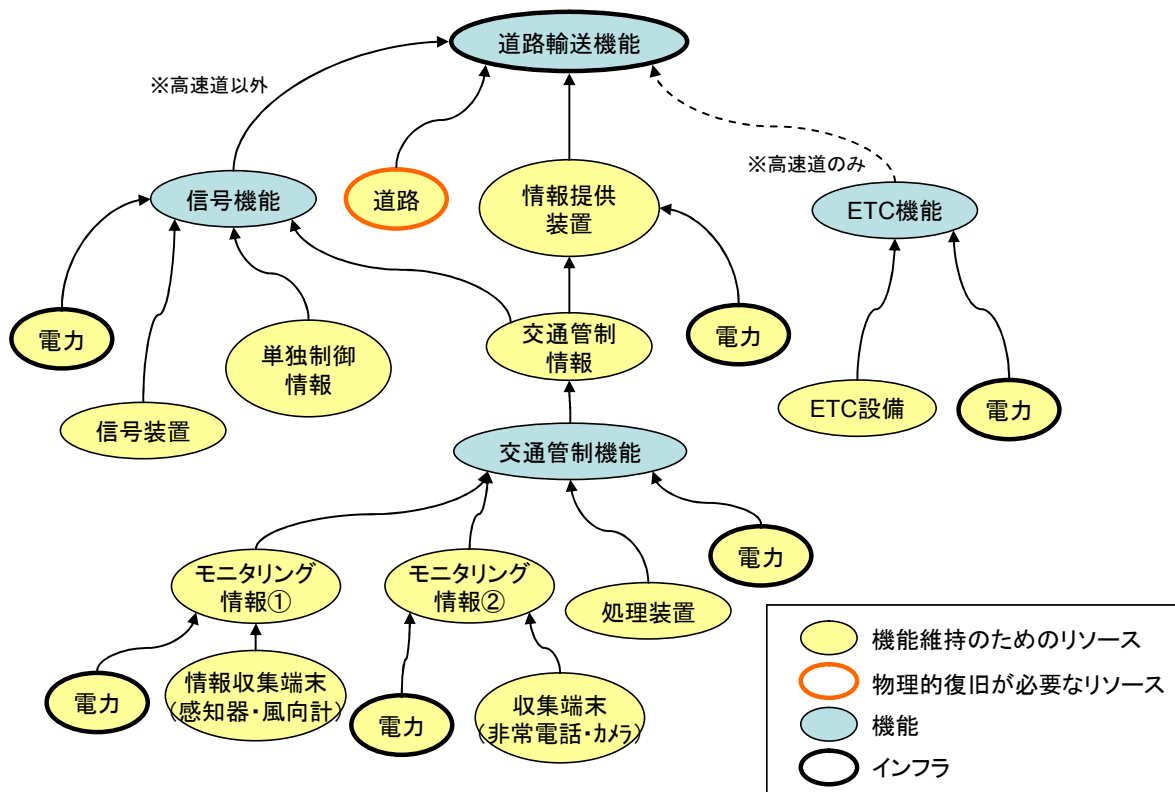 道路輸送機能
※高速道以外
※高速道のみ
信号機能
道路
情報提供
装置
ETC機能
電力
単独制御
情報
交通管制
情報
電力
信号装置
ETC設備
電力
交通管制機能
電力
モニタリング
情報①
モニタリング
情報②
処理装置
電力
情報収集端末
(感知器・風向計)
電力
収集端末
(非常電話・カメラ)
機能維持のためのリソース
物理的復旧が必要なリソース
機能
インフラ